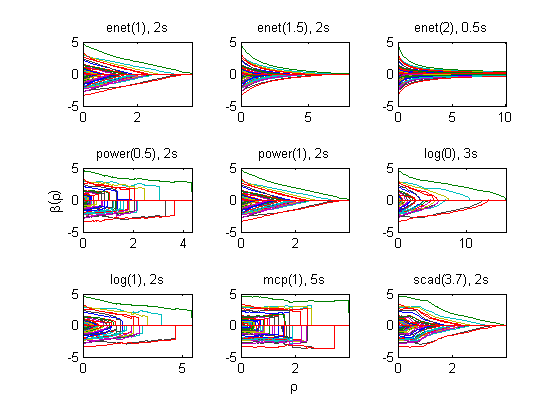 enet(1), 2s enet(1.5), 2s enet(2), 0.5s
5 5 5
0 0 0
-5 -5 -5
0 2 0 5 0 5 10
power(0.5), 2s power(1), 2s log(0), 3s
5 5 5
β(ρ) 0 0 0
-5 -5 -5
0 2 4 0 2 0 10
log(1), 2s mcp(1), 5s scad(3.7), 2s
5 5 5
0 0 0
-5 -5 -5
0 5 0 2 0 2
ρ